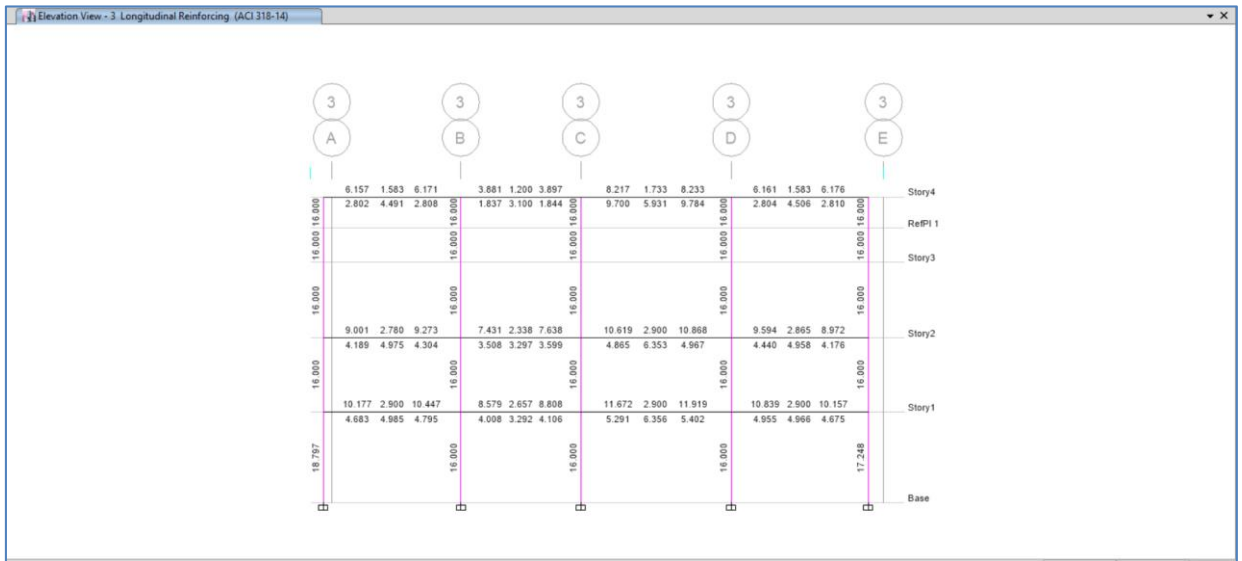 Elevation View - 3 Longitudinal Reinforcing (ACI 318-14)
3 3 3 3 3
A B C D E
6.157 1.583 6.171 3.881 1.200 3.897 8.217 1.733 8.233 6.161 1.583 6.176 Story4
2.802 4.491 2.808 1.837 3.100 1.844 9.700 5.931 9.784 2.804 4.506 2.810
16.000 16.000 16.000 16.000 16.000
RefPl 1
16.000 16.000 16.000 16.000 16.000
Story3
16.000 16.000 16.000 16.000 16.000
9.001 2.780 9.273 7.431 2.338 7.638 10.619 2.900 10.868 9.594 2.865 8.972 Story2
4.189 4.975 4.304 3.508 3.297 3.599 4.865 6.353 4.967 4.440 4.958 4.176
16.000 16.000 16.000 16.000 16.000
10.177 2.900 10.447 8.579 2.657 8.808 11.672 2.900 11.919 10.839 2.900 10.157 Story1
4.683 4.985 4.795 4.008 3.292 4.106 5.291 6.356 5.402 4.955 4.966 4.675
18.797 16.000 16.000 16.000 17.248
Base